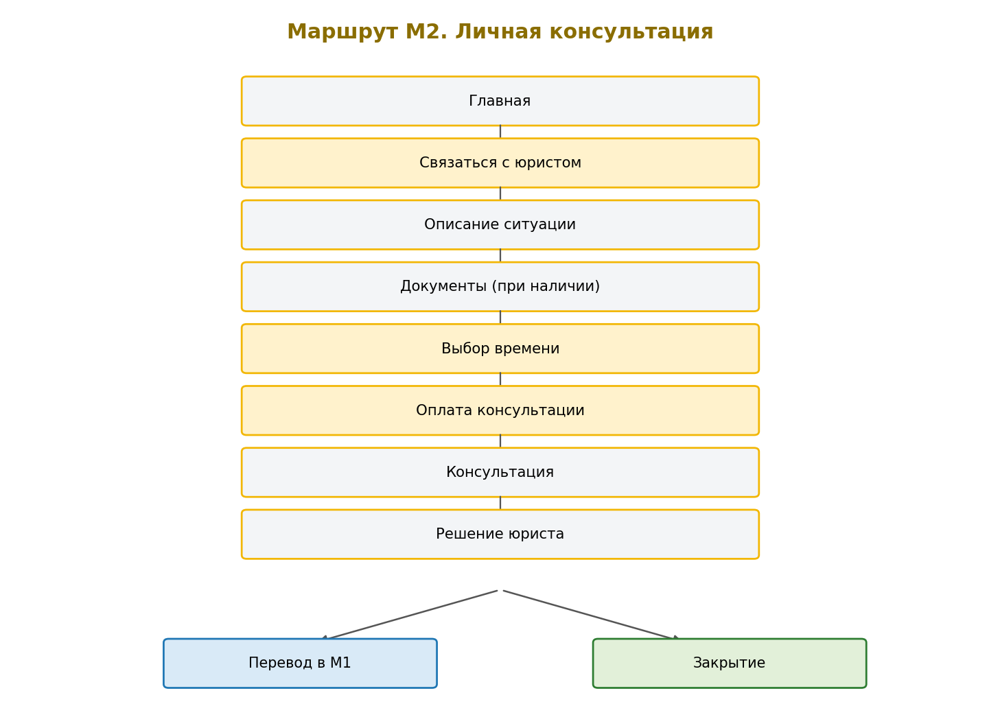 Маршрут М2. Личная консультация
Главная
Связаться с юристом
Описание ситуации
Документы (при наличии)
Выбор времени
Оплата консультации
Консультация
Решение юриста
Перевод в М1
Закрытие